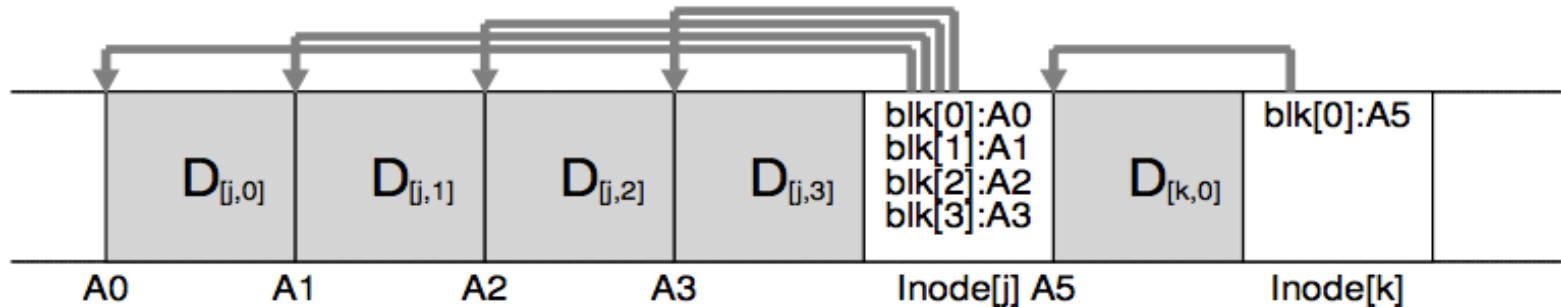 D[j,0]
D[j,1]
D[j,2]
D[j,3]
blk[0]:A0
blk[1]:A1
blk[2]:A2
blk[3]:A3
D[k,0]
blk[0]:A5
A0 A1 A2 A3 Inode[j] A5 Inode[k]